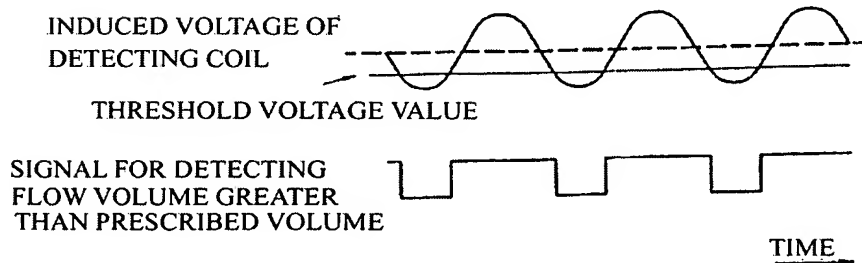 INDUCED VOLTAGE OF
DETECTING COIL
THRESHOLD VOLTAGE VALUE
SIGNAL FOR DETECTING
FLOW VOLUME GREATER
THAN PRESCRIBED VOLUME
TIME